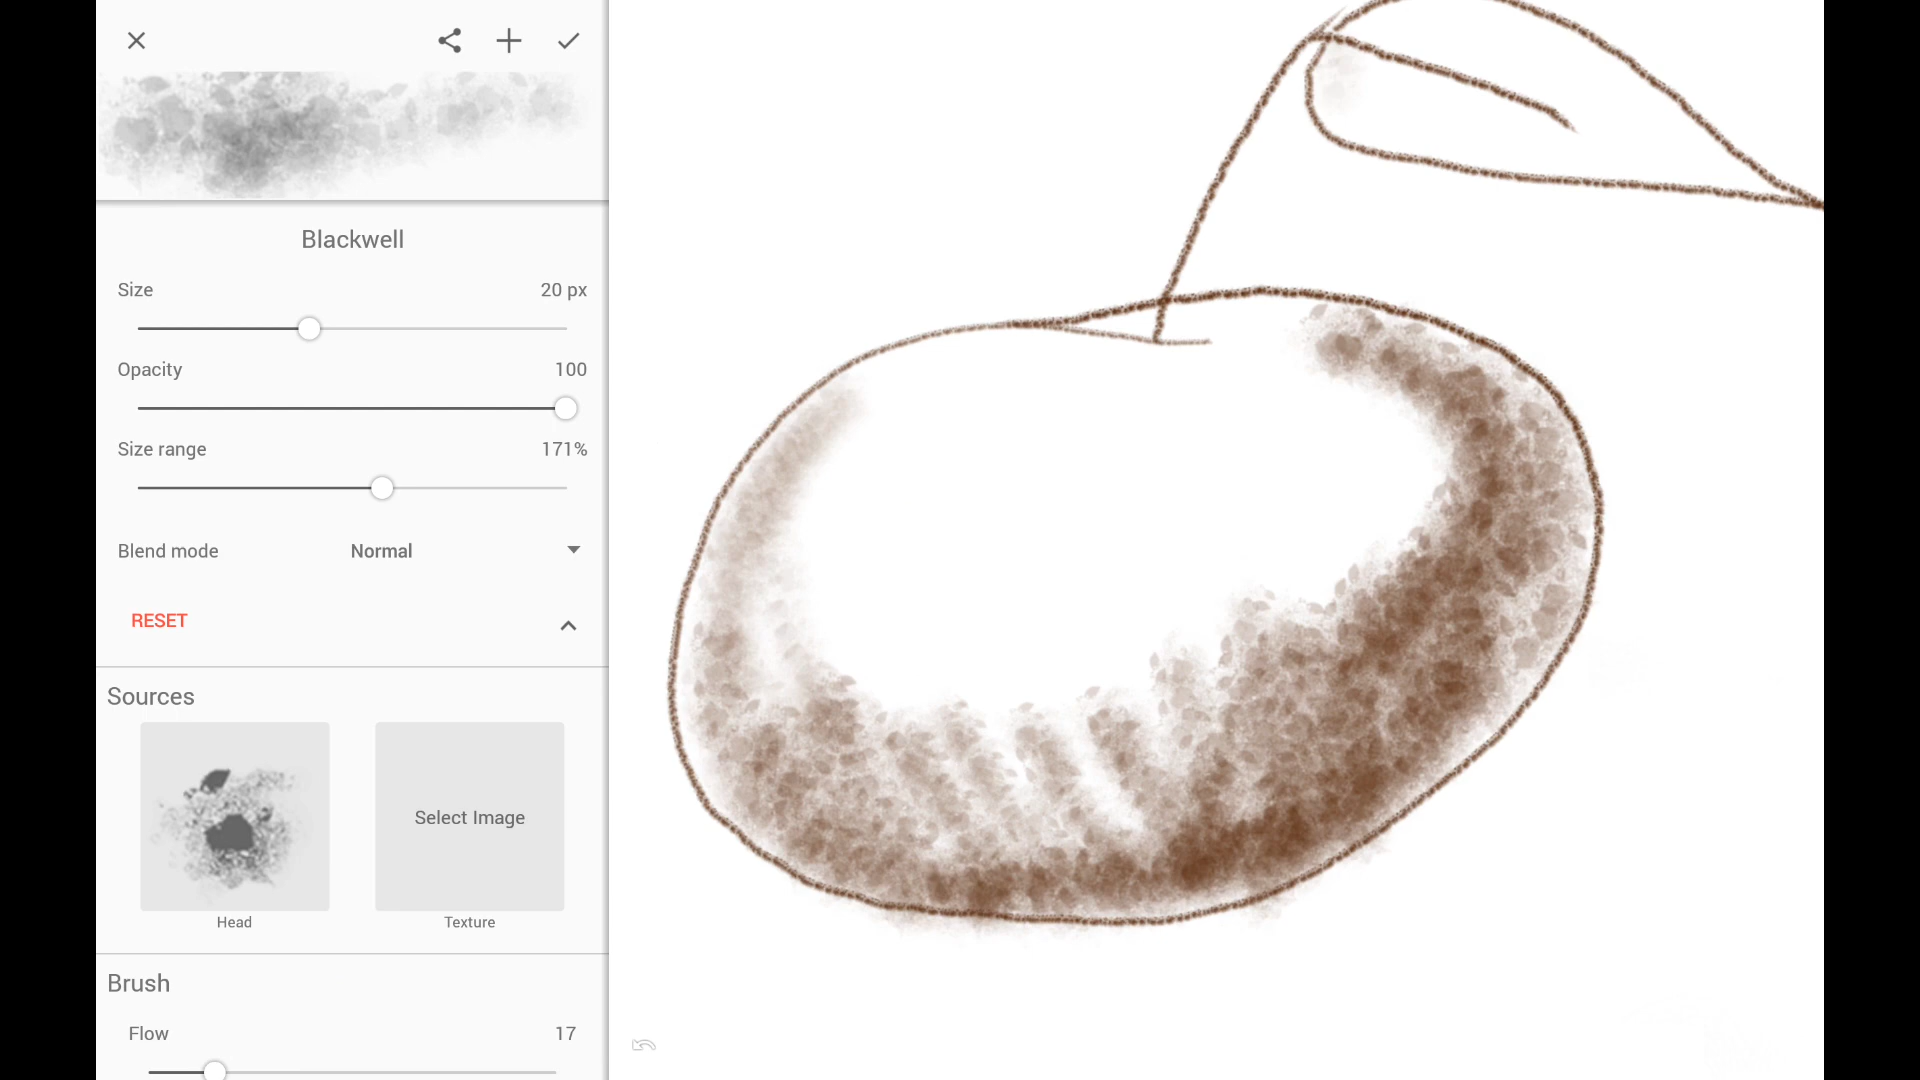 Blackwell
Size 20 px
Opacity 100
Size range 171%
Blend mode Normal
RESET
Sources
Select Image
Head Texture
Brush
Flow 17